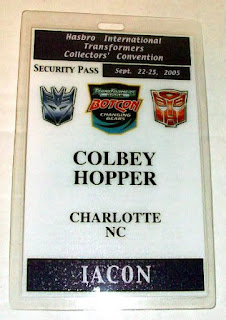 Hasbro International
Transformers
Collectors' Convention
SECURITY PASS Sept. 22-25, 2005
TRANSFORMERS
BOTCON
CHANGING
GEARS
COLBEY
HOPPER
CHARLOTTE
NC
IACON